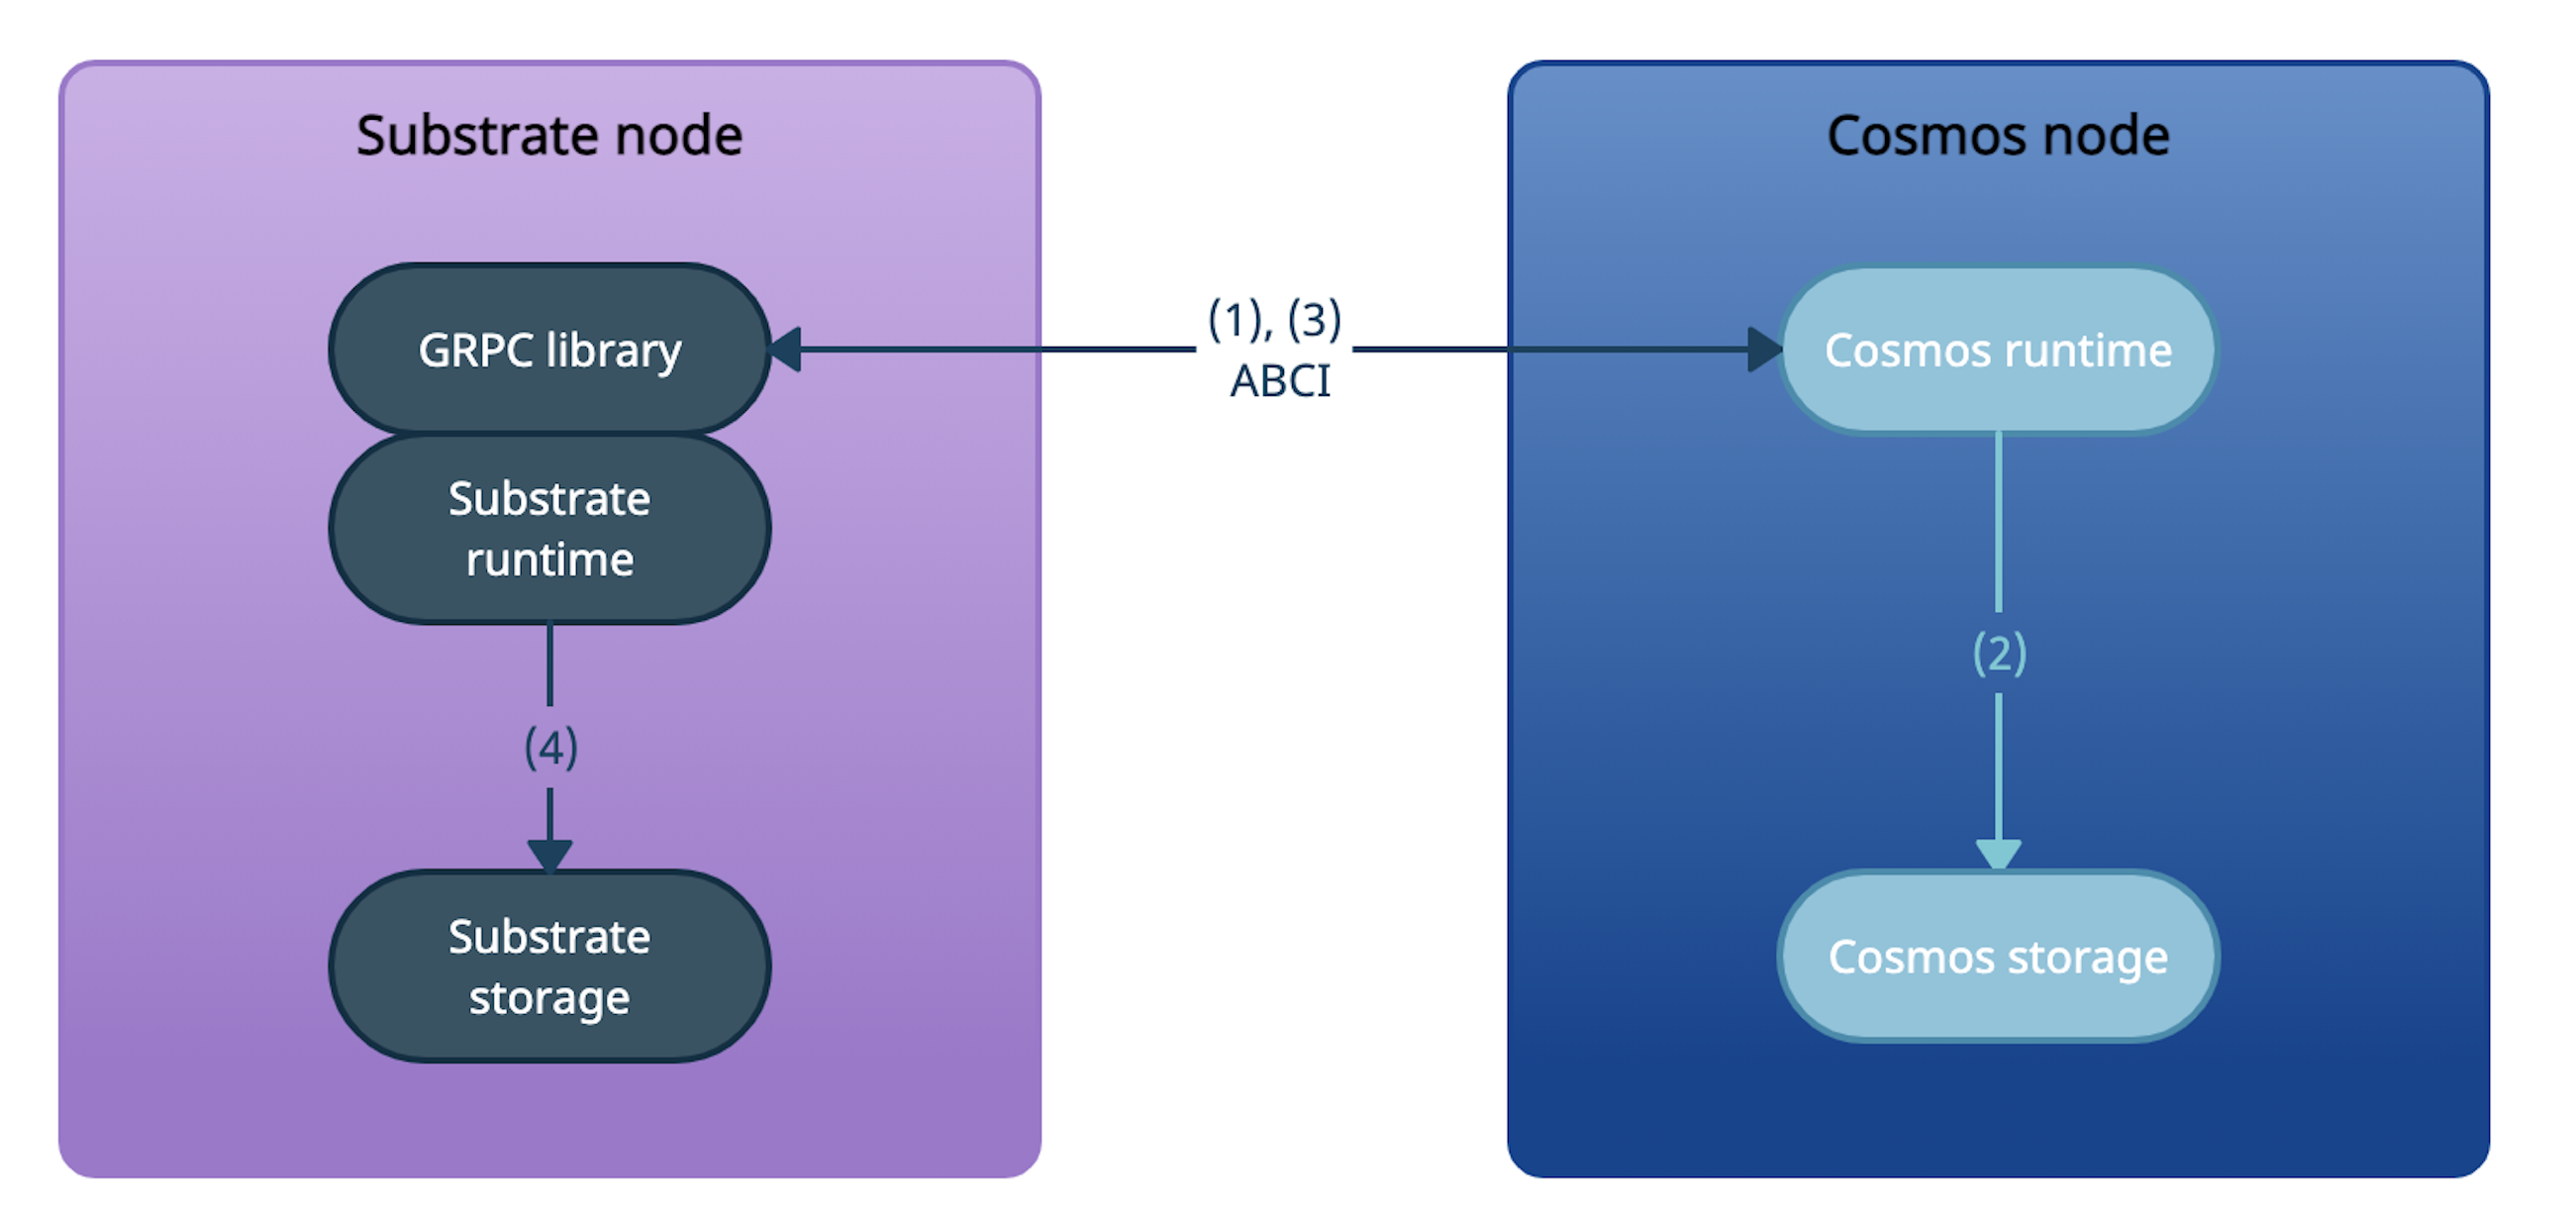 Substrate node
GRPC library
Substrate
runtime
(4)
Substrate
storage
(1), (3)
ABCI
Cosmos node
Cosmos runtime
(2)
Cosmos storage